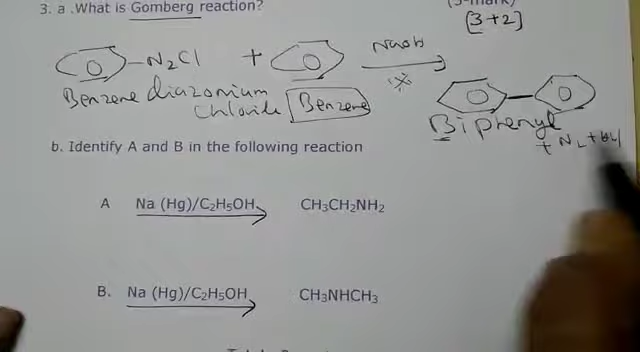 3. a .What is Gomberg reaction?
[3+2]
N₂Cl + NaOH
Benzene diazonium
Chloride Benzene
Biphenyl
+ N₂ +
b. Identify A and B in the following reaction
A Na (Hg)/C₂H₅OH CH₃CH₂NH₂
B. Na (Hg)/C₂H₅OH CH₃NHCH₃